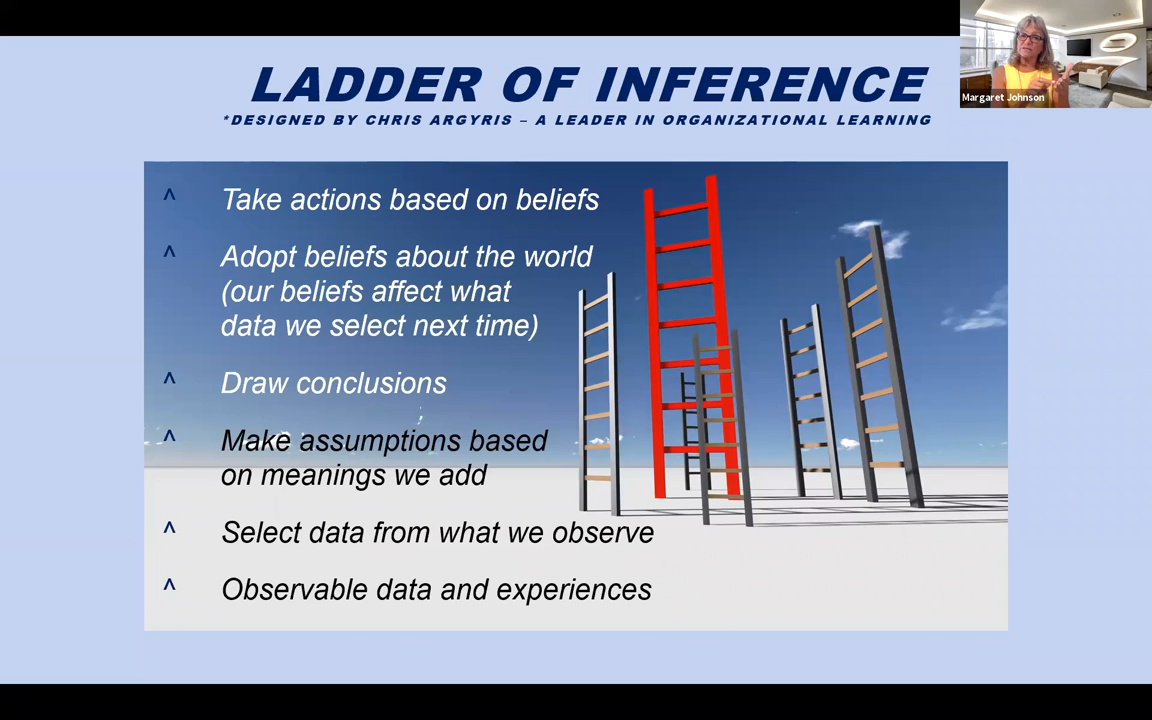 Margaret Johnson
LADDER OF INFERENCE
*DESIGNED BY CHRIS ARGYRIS – A LEADER IN ORGANIZATIONAL LEARNING
^ Take actions based on beliefs
^ Adopt beliefs about the world
(our beliefs affect what
data we select next time)
^ Draw conclusions
^ Make assumptions based
on meanings we add
^ Select data from what we observe
^ Observable data and experiences